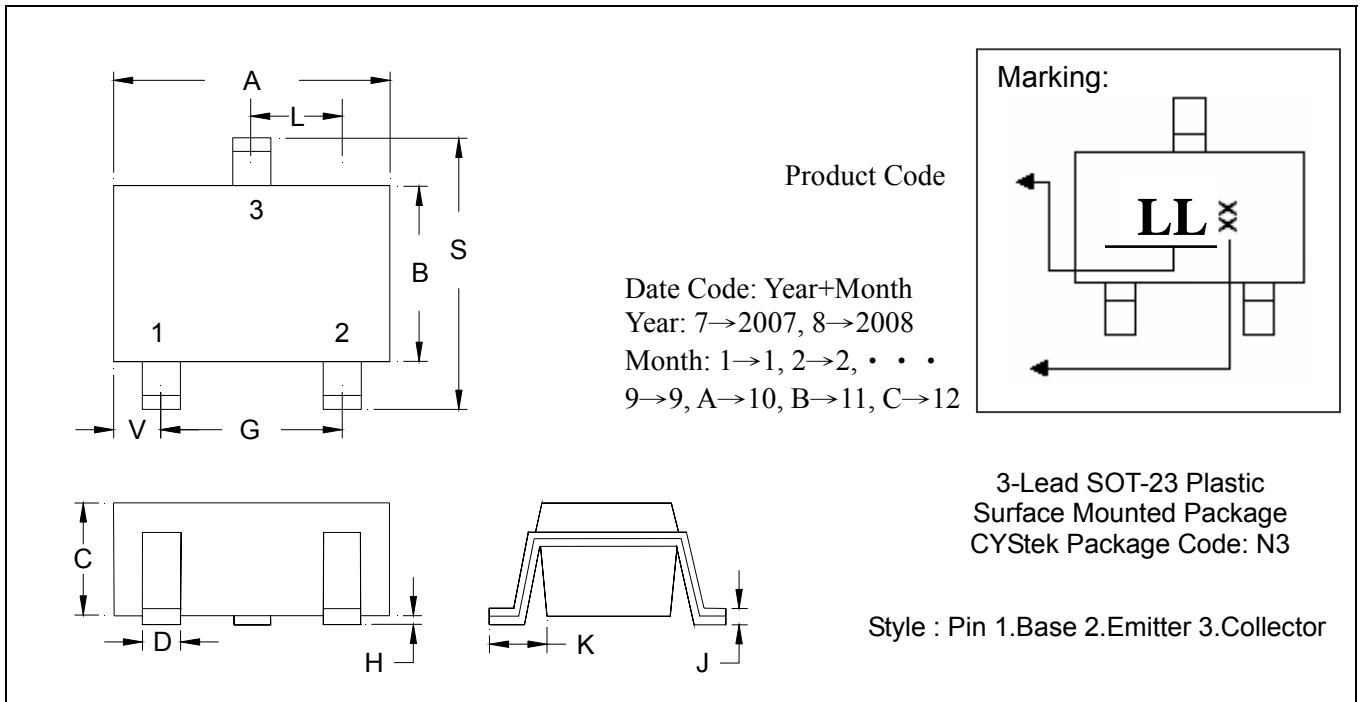 A
L
3
S
B
1
2
V
G
Marking:
Product Code
LL XX
Date Code: Year+Month
Year: 7→2007, 8→2008
Month: 1→1, 2→2, ・ ・ ・
9→9, A→10, B→11, C→12
C
D
H
K
J
3-Lead SOT-23 Plastic
Surface Mounted Package
CYStek Package Code: N3
Style : Pin 1.Base 2.Emitter 3.Collector